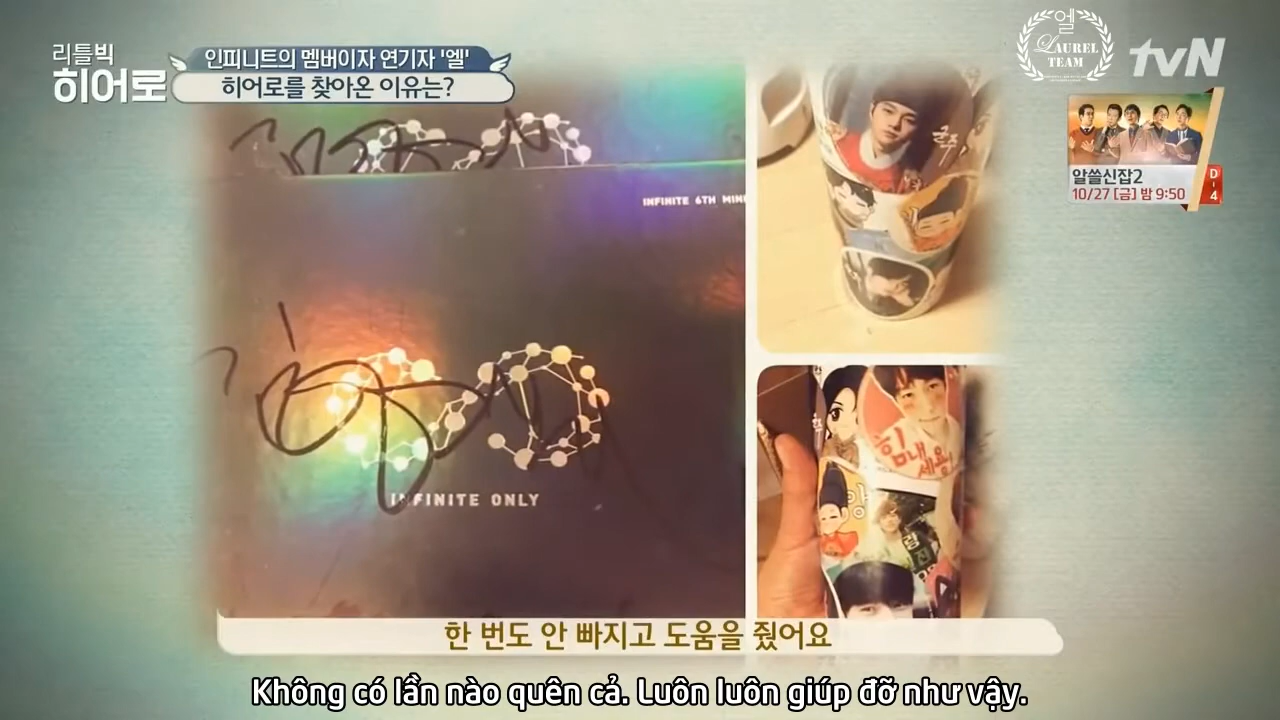 리틀빅
히어로
인피니트의 멤버이자 연기자 '엘'
히어로를 찾아온 이유는?
엘
LAUREL
TEAM
tvN
알쓸신잡2
10/27 [금] 밤 9:50
D-4
INFINITE 6TH MINI
INFINITE ONLY
군주
힘내
세용!
한 번도 안 빠지고 도움을 줬어요
Không có lần nào quên cả. Luôn luôn giúp đỡ như vậy.